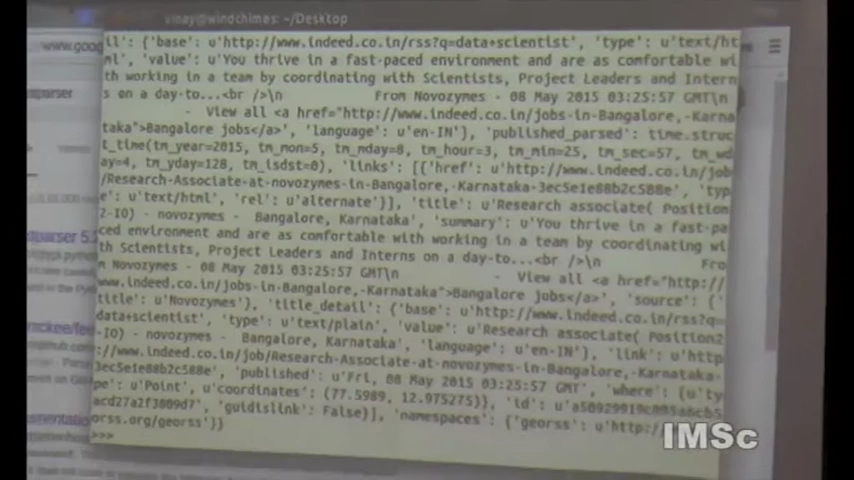 vinay@windchimes: ~/Desktop
www.goog
tparser
tparser 5.
ckee/fe
mentatio
il': {'base': u'http://www.indeed.co.in/rss?q=data+scientist', 'type': u'text/ht
ml', 'value': u'You thrive in a fast-paced environment and are as comfortable wi
th working in a team by coordinating with Scientists, Project Leaders and Intern
s on a day-to...<br />\n From Novozymes - 08 May 2015 03:25:57 GMT\n
- View all <a href="http://www.indeed.co.in/jobs-in-Bangalore,-Karna
taka">Bangalore jobs</a>', 'language': u'en-IN'}, 'published_parsed': time.struc
t_time(tm_year=2015, tm_mon=5, tm_mday=8, tm_hour=3, tm_min=25, tm_sec=57, tm_wd
ay=4, tm_yday=128, tm_isdst=0), 'links': [{'href': u'http://www.indeed.co.in/job
/Research-Associate-at-novozymes-in-Bangalore,-Karnataka-3ec5e1e88b2c588e', 'typ
e': u'text/html', 'rel': u'alternate'}], 'title': u'Research associate( Position
2-IO) - novozymes - Bangalore, Karnataka', 'summary': u'You thrive in a fast-pa
ced environment and are as comfortable with working in a team by coordinating wi
th Scientists, Project Leaders and Interns on a day-to...<br />\n Fro
m Novozymes - 08 May 2015 03:25:57 GMT\n - View all <a href="http://
www.indeed.co.in/jobs-in-Bangalore,-Karnataka">Bangalore jobs</a>', 'source': {'
title': u'Novozymes'}, 'title_detail': {'base': u'http://www.indeed.co.in/rss?q=
data+scientist', 'type': u'text/plain', 'value': u'Research associate( Position2
-IO) - novozymes - Bangalore, Karnataka', 'language': u'en-IN'}, 'link': u'http
://www.indeed.co.in/job/Research-Associate-at-novozymes-in-Bangalore,-Karnataka-
3ec5e1e88b2c588e', 'published': u'Fri, 08 May 2015 03:25:57 GMT', 'where': {u'ty
pe': u'Point', u'coordinates': (77.5989, 12.975275)}, 'id':
'guidislink': False}], 'namespaces': {'georss': u'http:/
orss.org/georss'}}
>>>
IMSc